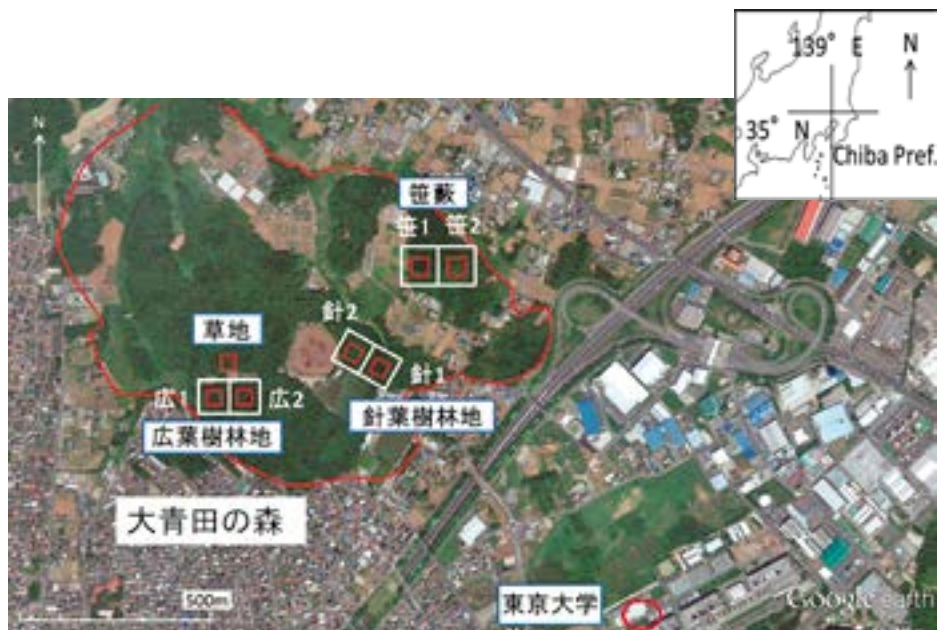 139° E
N
35° N
Chiba Pref.
N
笹藪
笹1 笹2
針2
草地
針1
広1 広2
針葉樹林地
広葉樹林地
大青田の森
500m
東京大学
Google earth